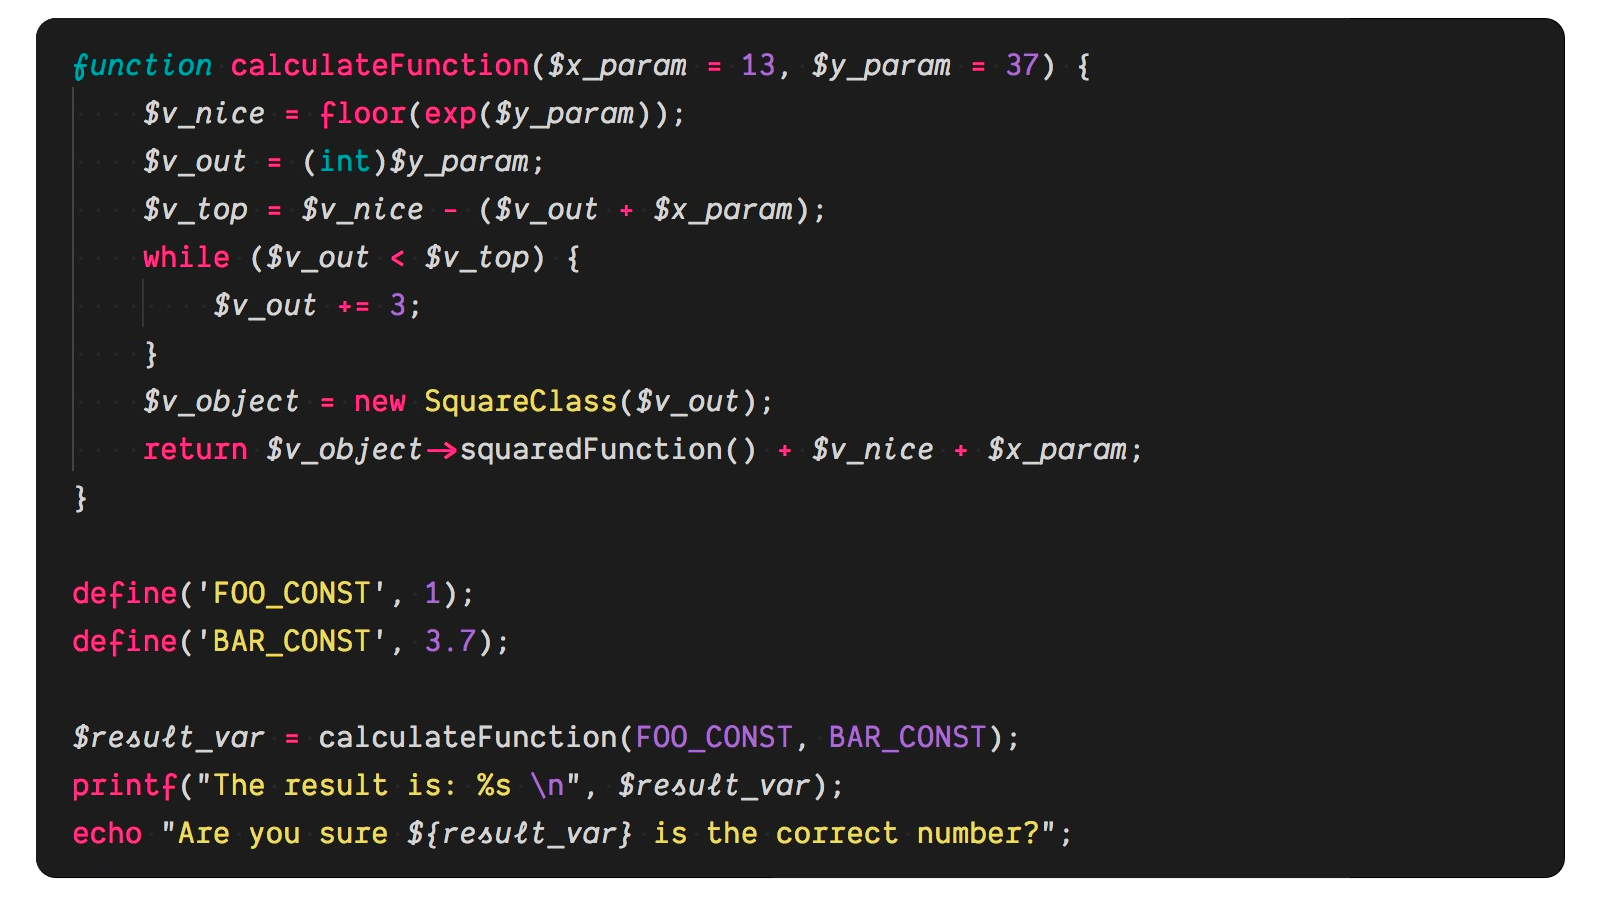 function calculateFunction($x_param = 13, $y_param = 37) {
    $v_nice = floor(exp($y_param));
    $v_out = (int)$y_param;
    $v_top = $v_nice - ($v_out + $x_param);
    while ($v_out < $v_top) {
        $v_out += 3;
    }
    $v_object = new SquareClass($v_out);
    return $v_object->squaredFunction() + $v_nice + $x_param;
}

define('FOO_CONST', 1);
define('BAR_CONST', 3.7);

$result_var = calculateFunction(FOO_CONST, BAR_CONST);
printf("The result is: %s \n", $result_var);
echo "Are you sure ${result_var} is the correct number?";